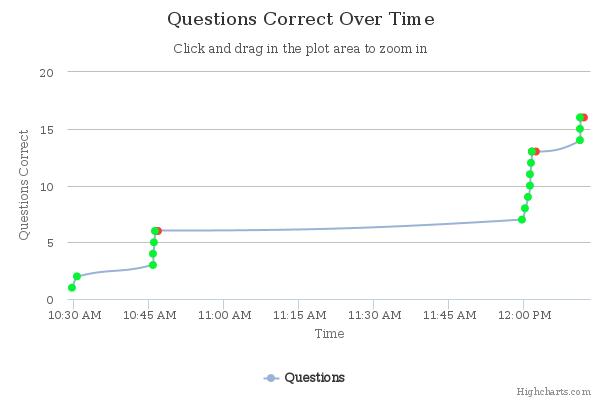 Questions Correct Over Time
Click and drag in the plot area to zoom in
Questions Correct
20
15
10
5
0
10:30 AM 10:45 AM 11:00 AM 11:15 AM 11:30 AM 11:45 AM 12:00 PM
Time
Questions
Highcharts.com